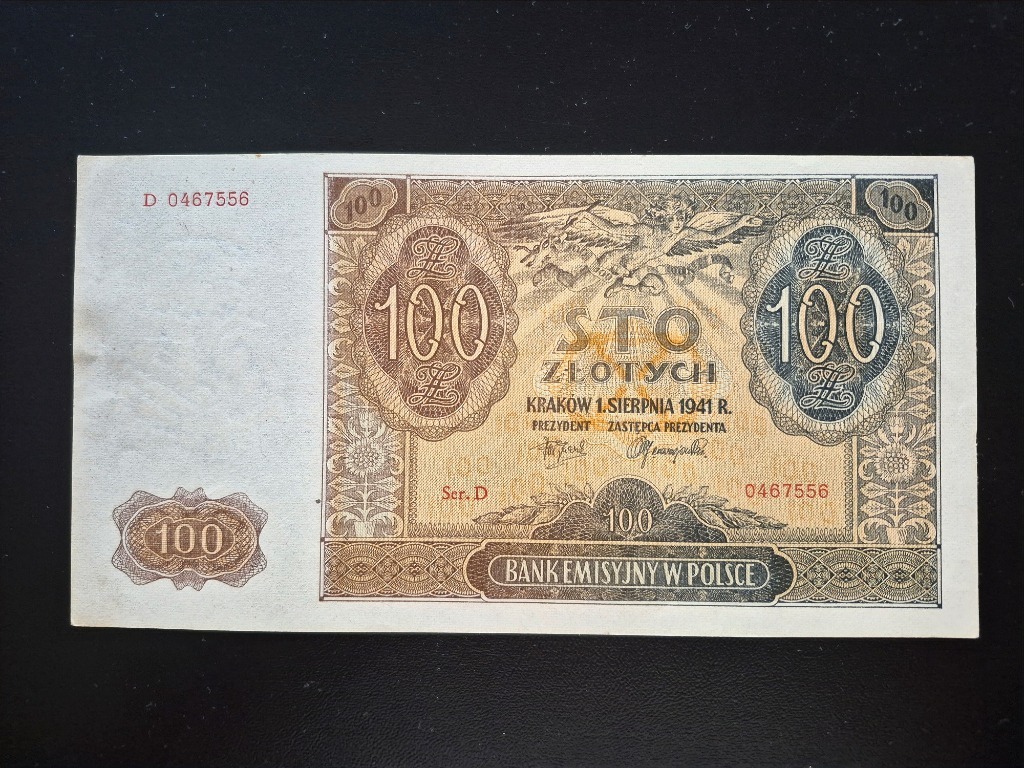 D 0467556
100
100
100
100
STO
ZŁOTYCH
KRAKÓW 1. SIERPNIA 1941 R.
PREZYDENT ZASTĘPCA PREZYDENTA
Ser. D
0467556
100
100
BANK EMISYJNY W POLSCE